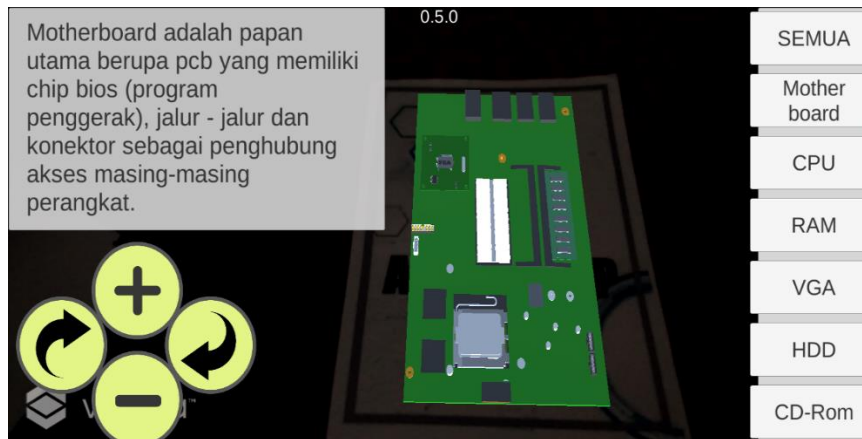 Motherboard adalah papan
utama berupa pcb yang memiliki
chip bios (program
penggerak), jalur - jalur dan
konektor sebagai penghubung
akses masing-masing
perangkat.
0.5.0
SEMUA
Mother
board
CPU
RAM
VGA
HDD
CD-Rom